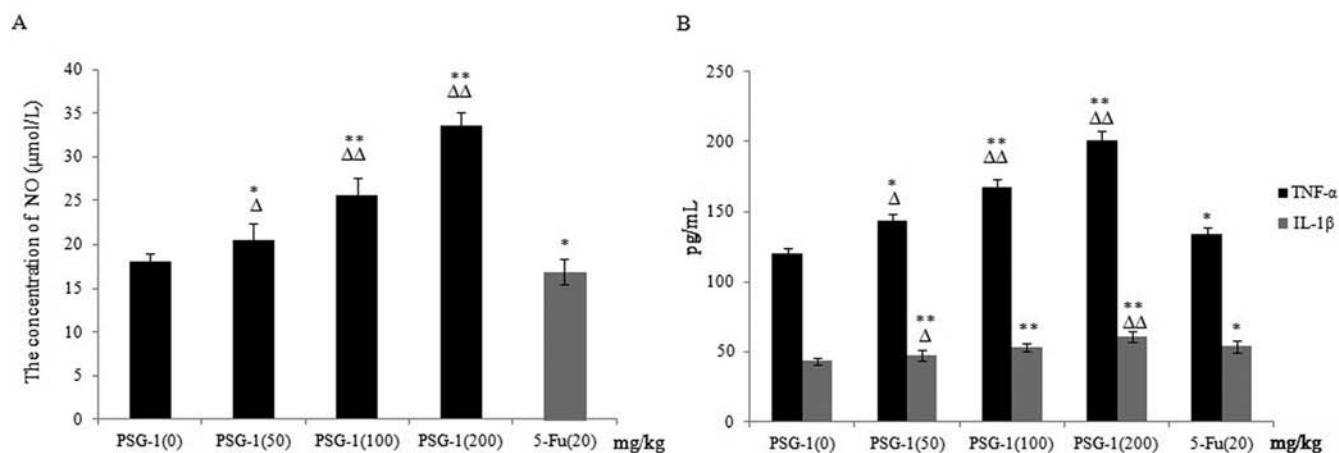 A
The concentration of NO (μmol/L)
40
35
30
25
20
15
10
5
0
*
Δ
**
ΔΔ
**
ΔΔ
*
PSG-1(0) PSG-1(50) PSG-1(100) PSG-1(200) 5-Fu(20) mg/kg
B
pg/mL
250
200
150
100
50
0
*
Δ
**
Δ
**
ΔΔ
**
**
ΔΔ
**
ΔΔ
*
*
PSG-1(0) PSG-1(50) PSG-1(100) PSG-1(200) 5-Fu(20) mg/kg
TNF-α
IL-1β